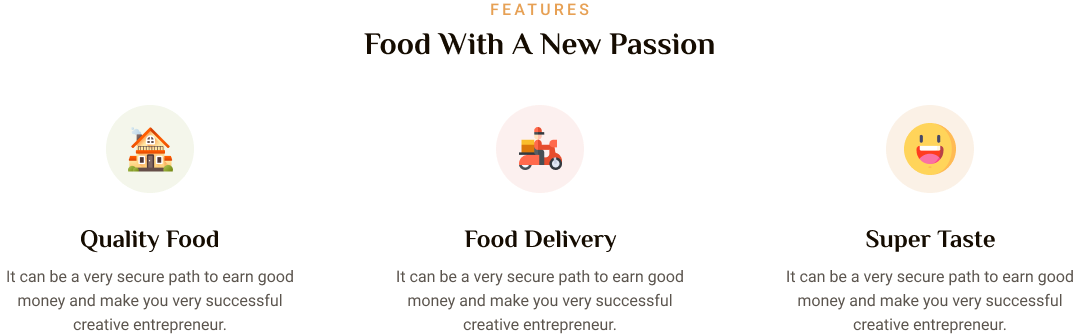 FEATURES
Food With A New Passion
Quality Food
It can be a very secure path to earn good
money and make you very successful
creative entrepreneur.
Food Delivery
It can be a very secure path to earn good
money and make you very successful
creative entrepreneur.
Super Taste
It can be a very secure path to earn good
money and make you very successful
creative entrepreneur.